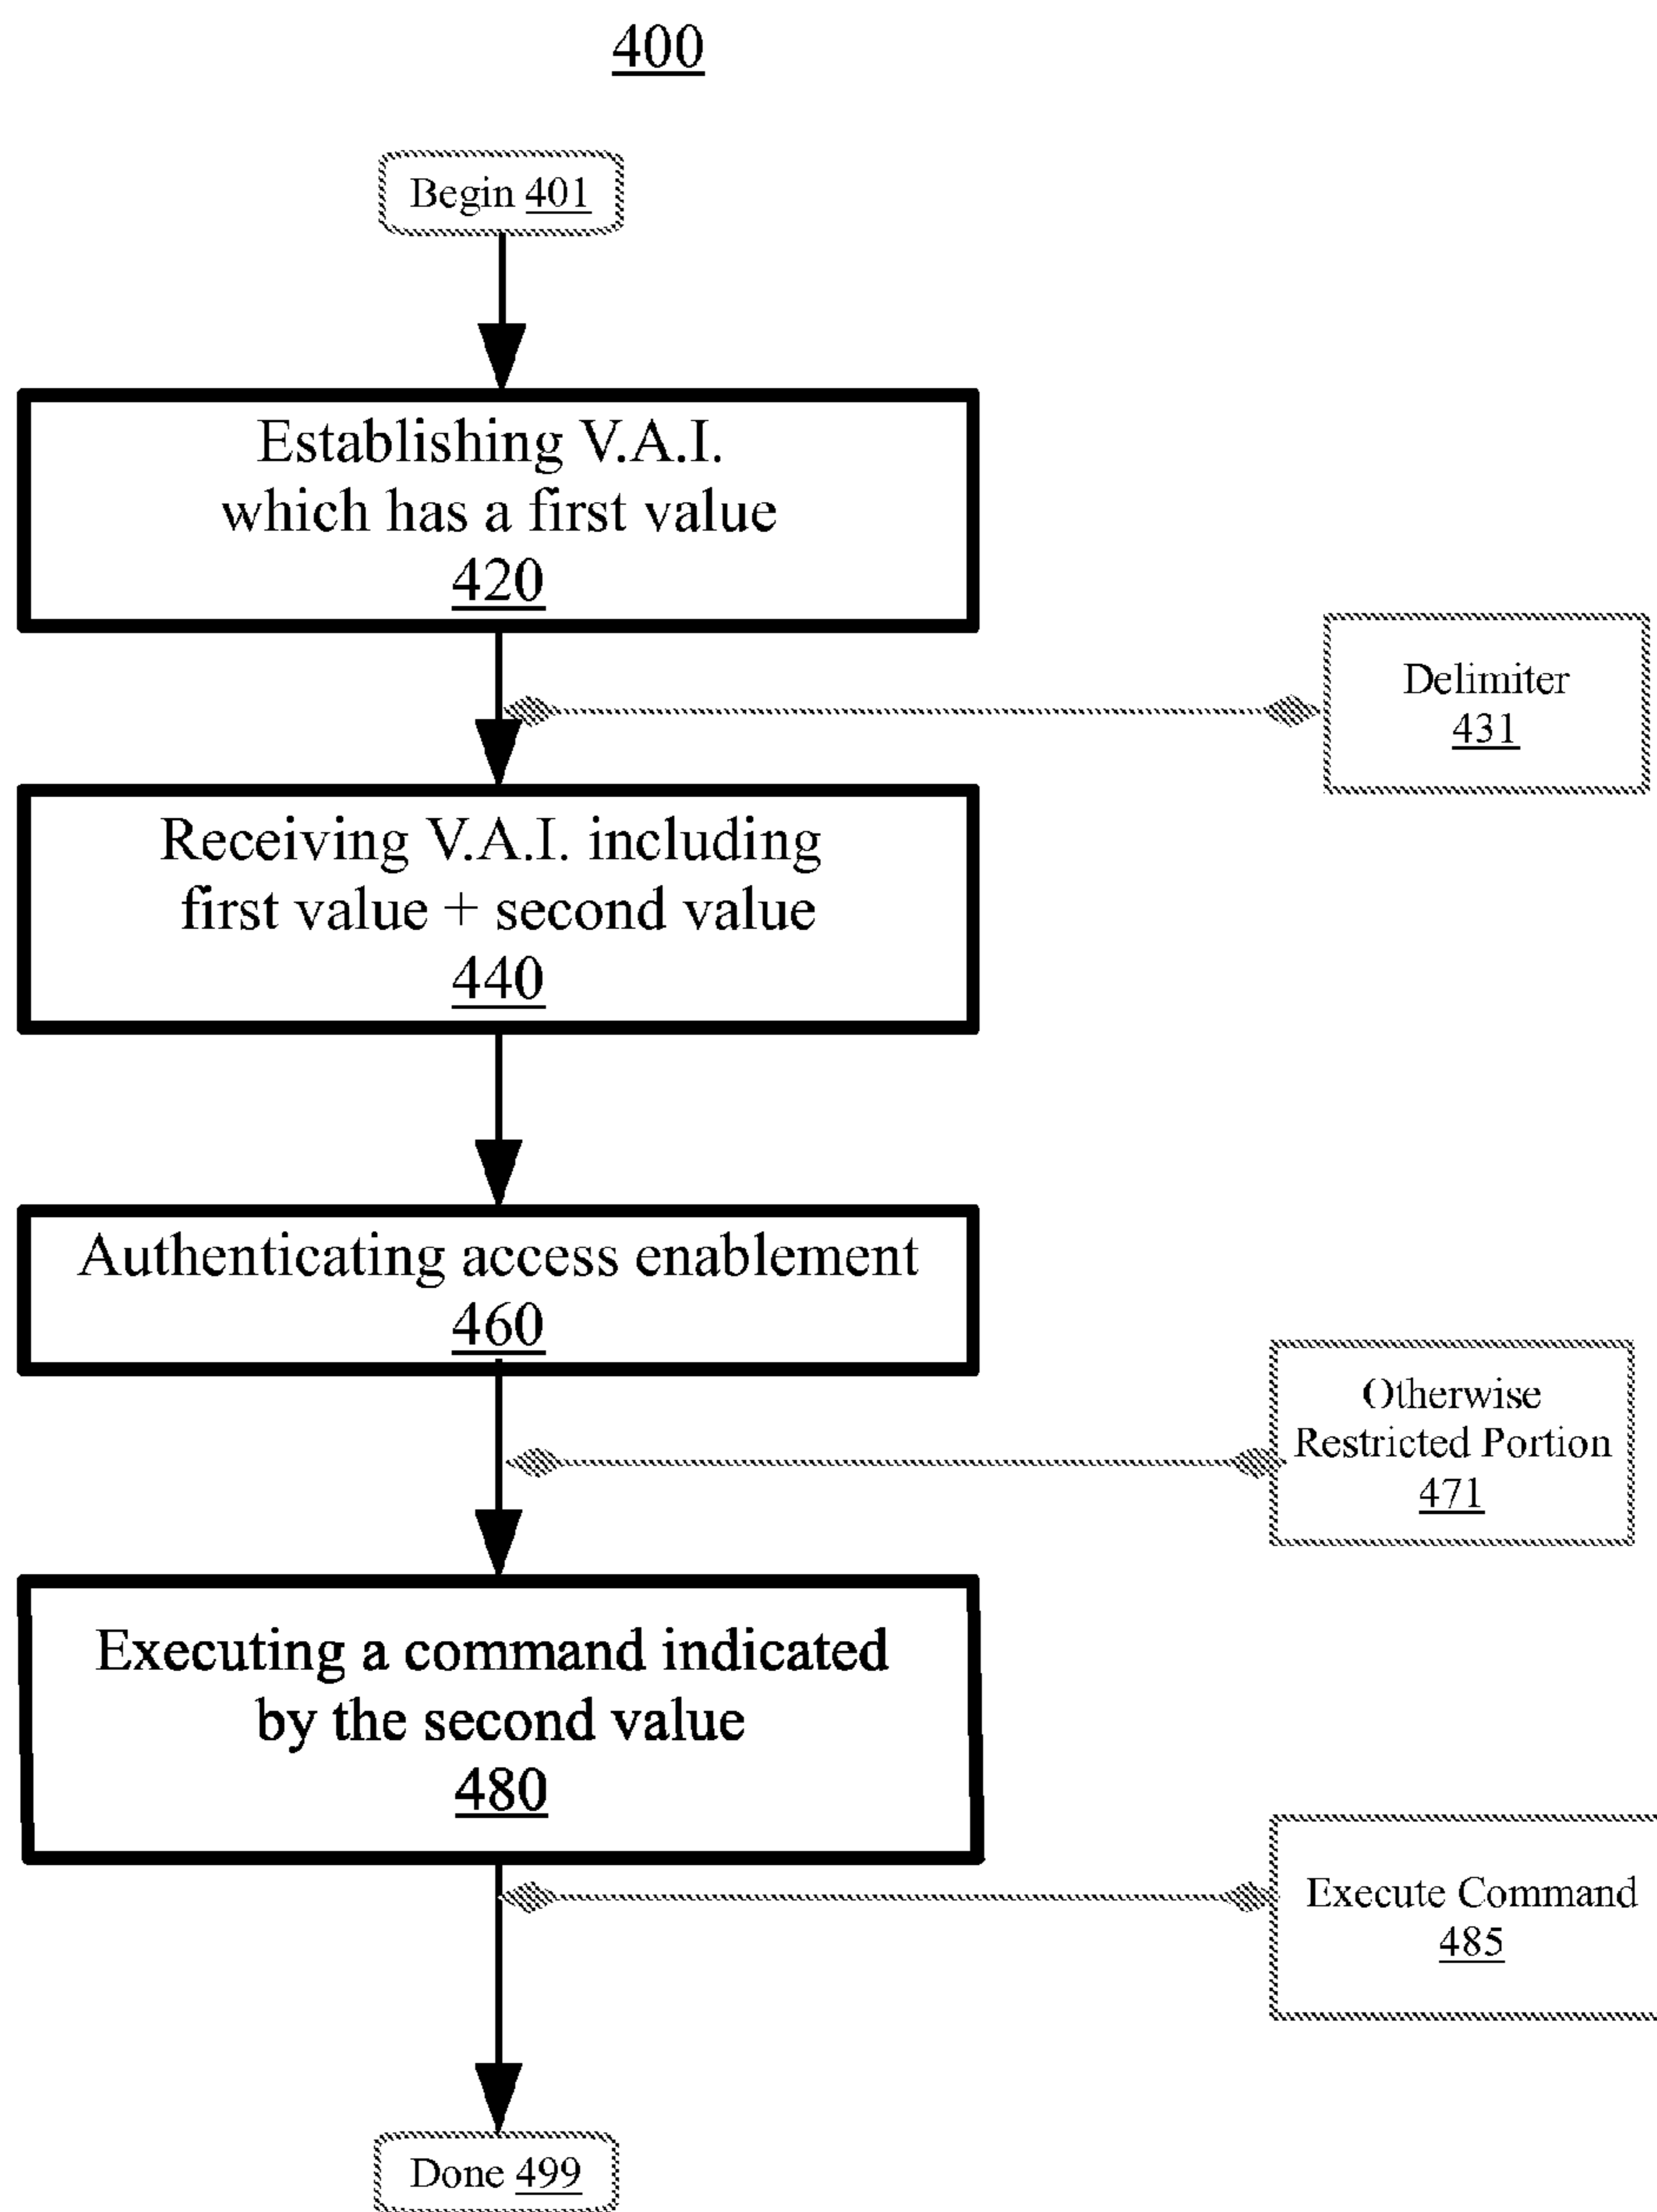 400
Begin 401
Establishing V.A.I.
which has a first value
420
Delimiter
431
Receiving V.A.I. including
first value + second value
440
Authenticating access enablement
460
Otherwise
Restricted Portion
471
Executing a command indicated
by the second value
480
Execute Command
485
Done 499